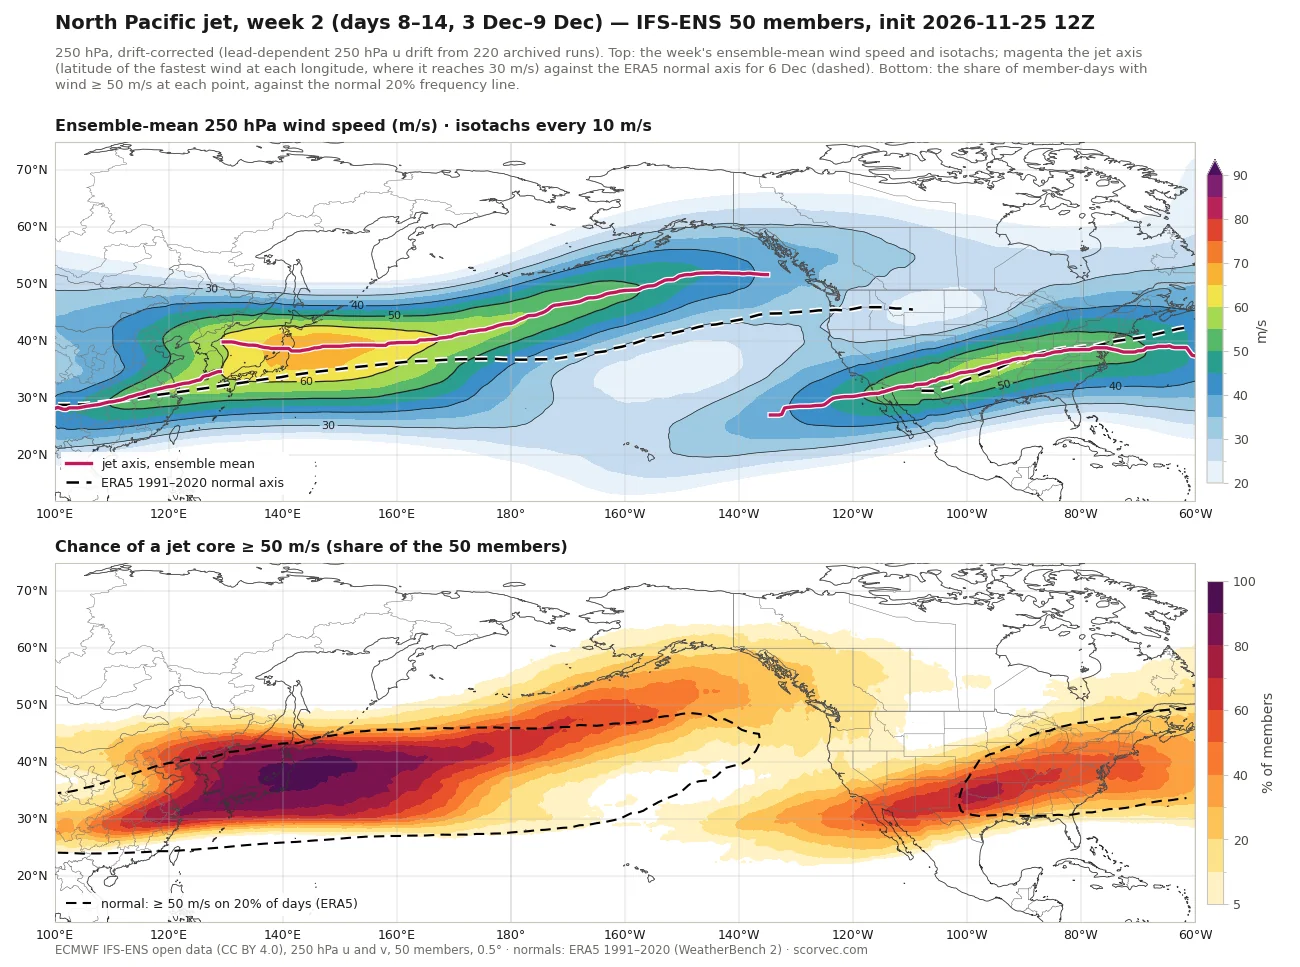 North Pacific jet, week 2 (days 8–14, 3 Dec–9 Dec) — IFS-ENS 50 members, init 2026-11-25 12Z
250 hPa, drift-corrected (lead-dependent 250 hPa u drift from 220 archived runs). Top: the week's ensemble-mean wind speed and isotachs; magenta the jet axis
(latitude of the fastest wind at each longitude, where it reaches 30 m/s) against the ERA5 normal axis for 6 Dec (dashed). Bottom: the share of member-days with
wind ≥ 50 m/s at each point, against the normal 20% frequency line.
Ensemble-mean 250 hPa wind speed (m/s) · isotachs every 10 m/s
70°N
60°N
50°N
40°N
30°N
20°N
30
40
50
60
30
50
40
jet axis, ensemble mean
ERA5 1991–2020 normal axis
100°E 120°E 140°E 160°E 180° 160°W 140°W 120°W 100°W 80°W 60°W
90
80
70
60
50
40
30
20
m/s
Chance of a jet core ≥ 50 m/s (share of the 50 members)
70°N
60°N
50°N
40°N
30°N
20°N
normal: ≥ 50 m/s on 20% of days (ERA5)
100°E 120°E 140°E 160°E 180° 160°W 140°W 120°W 100°W 80°W 60°W
100
80
60
40
20
5
% of members
ECMWF IFS-ENS open data (CC BY 4.0), 250 hPa u and v, 50 members, 0.5° · normals: ERA5 1991–2020 (WeatherBench 2) · scorvec.com